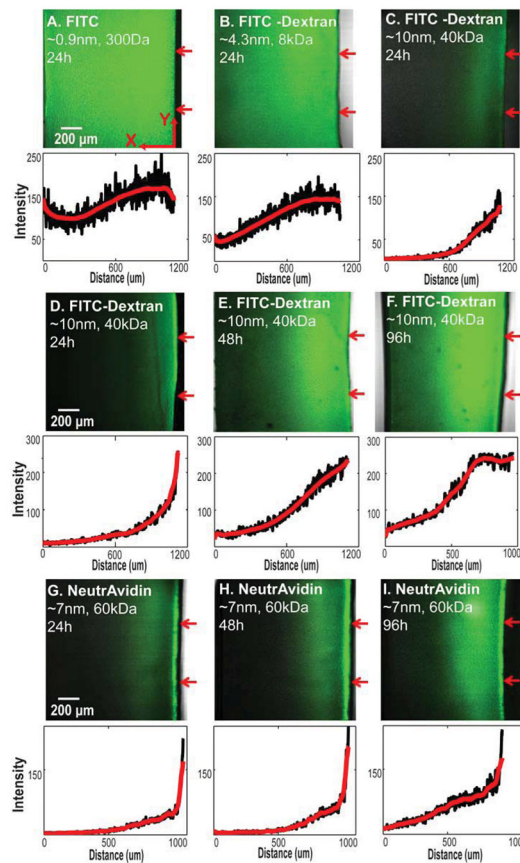 A. FITC
~0.9nm, 300Da
24h
200 µm
X
Y
B. FITC -Dextran
~4.3nm, 8kDa
24h
C. FITC -Dextran
~10nm, 40kDa
24h
Intensity
250
150
50
0
600
1200
Distance (um)
250
150
50
0
600
1200
Distance (um)
250
150
50
0
600
1200
Distance (um)
D. FITC-Dextran
~10nm, 40kDa
24h
200 µm
E. FITC-Dextran
~10nm, 40kDa
48h
F. FITC-Dextran
~10nm, 40kDa
96h
Intensity
300
200
100
0
600
1200
Distance (um)
300
200
100
0
600
1200
Distance (um)
300
200
100
0
500
1000
Distance (um)
G. NeutrAvidin
~7nm, 60kDa
24h
200 µm
H. NeutrAvidin
~7nm, 60kDa
48h
I. NeutrAvidin
~7nm, 60kDa
96h
Intensity
150
0
500
1000
Distance (um)
150
0
500
1000
Distance (um)
150
0
500
1000
Distance (um)